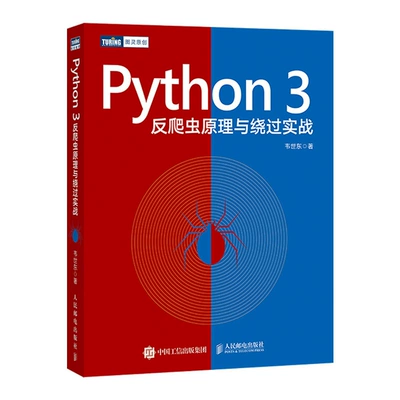 TURING 图灵原创
Python 3
反爬虫原理与绕过实战
韦世东◎著
中国工信出版集团
人民邮电出版社
POSTS & TELECOM PRESS
Python 3
反爬虫原理与绕过实战
韦世东◎著
人民邮电出版社